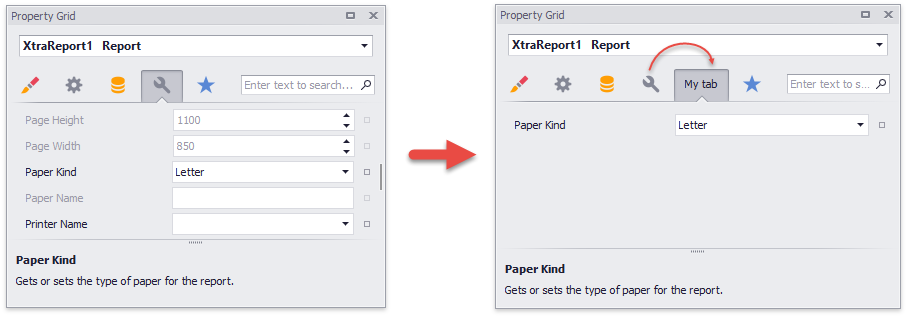 Property Grid
XtraReport1 Report
Enter text to search...
Page Height 1100
Page Width 850
Paper Kind Letter
Paper Name
Printer Name
Paper Kind
Gets or sets the type of paper for the report.
Property Grid
XtraReport1 Report
My tab
Enter text to s...
Paper Kind Letter
Paper Kind
Gets or sets the type of paper for the report.